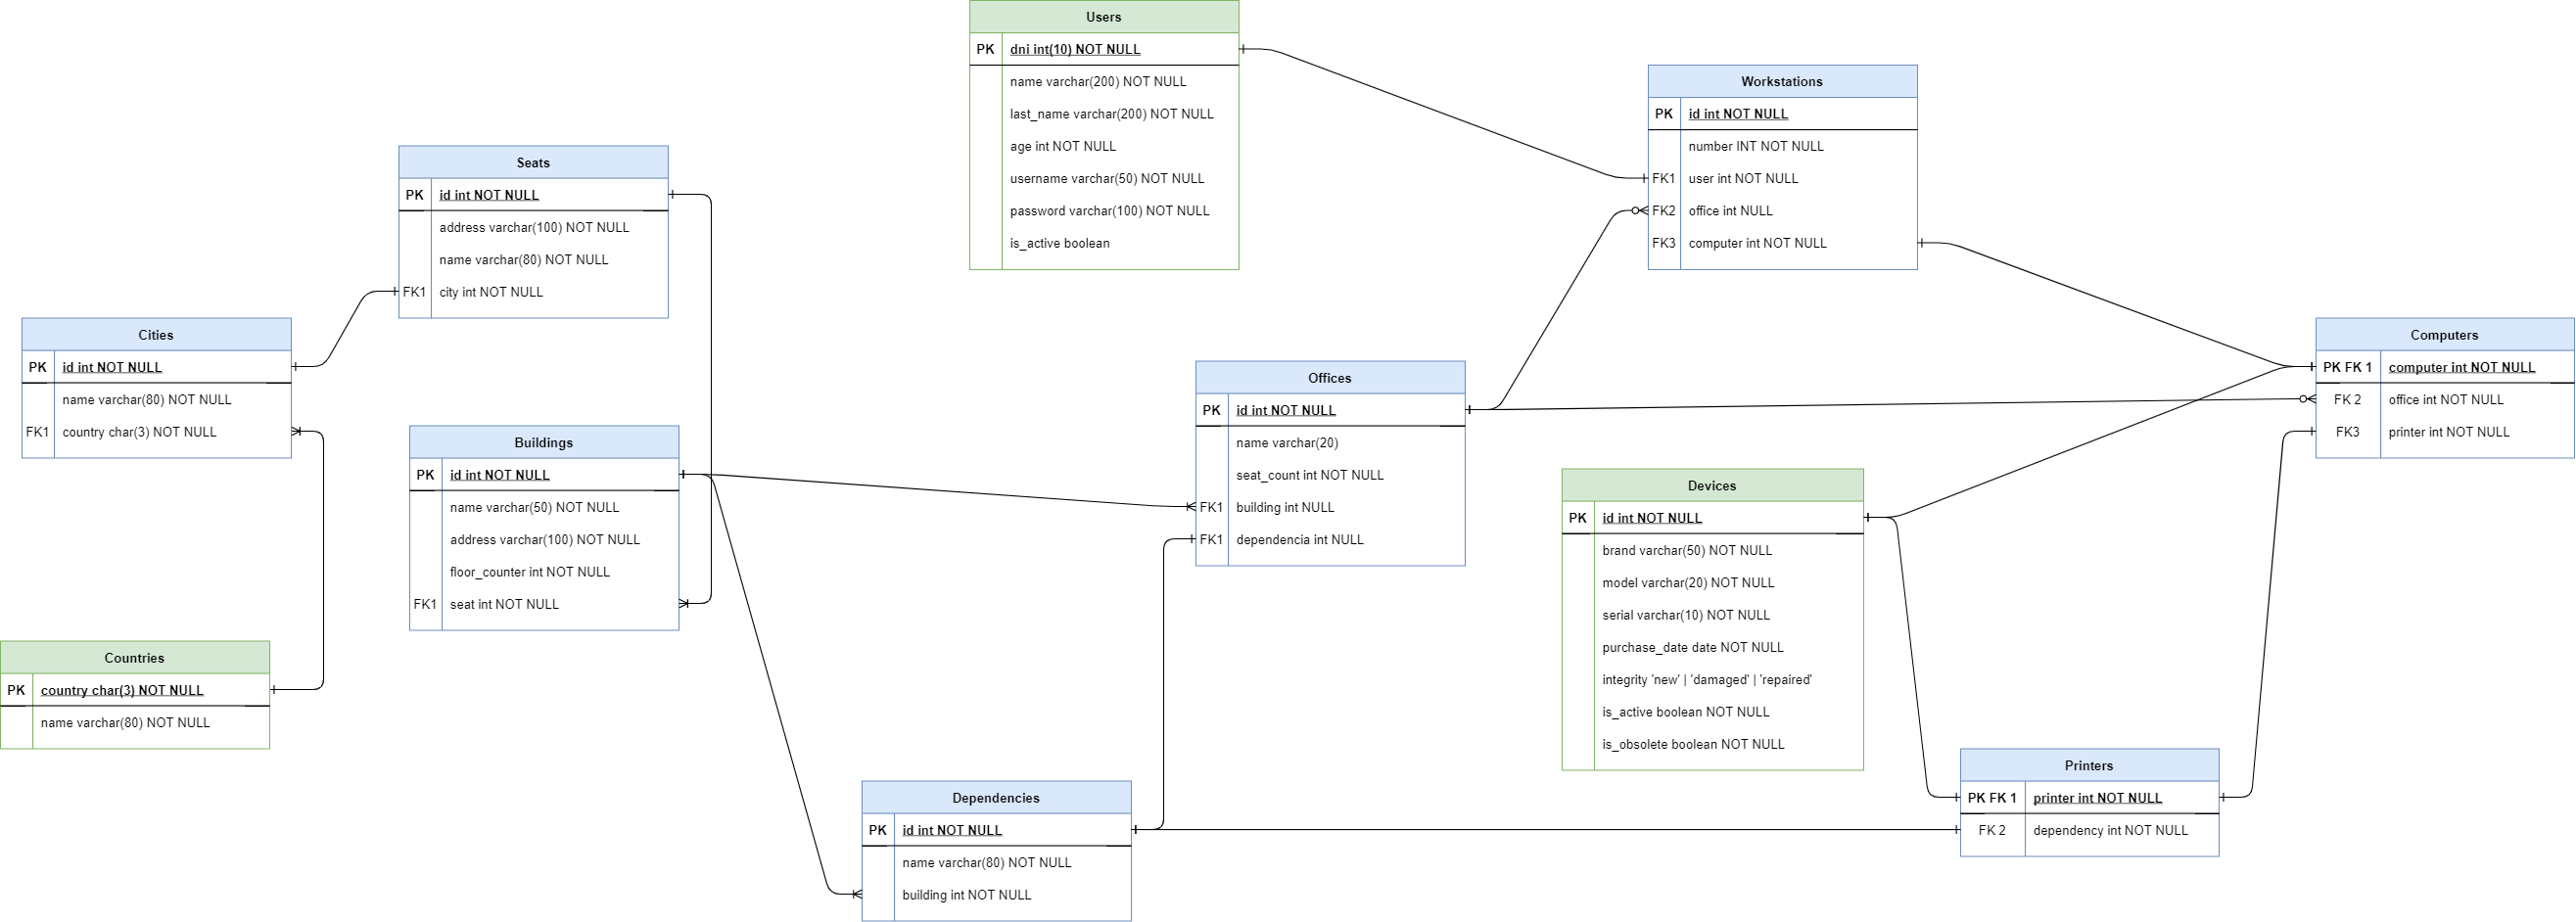 Users
PK dni int(10) NOT NULL
name varchar(200) NOT NULL
last_name varchar(200) NOT NULL
age int NOT NULL
username varchar(50) NOT NULL
password varchar(100) NOT NULL
is_active boolean
Workstations
PK id int NOT NULL
number INT NOT NULL
FK1 user int NOT NULL
FK2 office int NULL
FK3 computer int NOT NULL
Seats
PK id int NOT NULL
address varchar(100) NOT NULL
name varchar(80) NOT NULL
FK1 city int NOT NULL
Cities
PK id int NOT NULL
name varchar(80) NOT NULL
FK1 country char(3) NOT NULL
Computers
PK FK 1 computer int NOT NULL
FK 2 office int NOT NULL
FK3 printer int NOT NULL
Offices
PK id int NOT NULL
name varchar(20)
seat_count int NOT NULL
FK1 building int NULL
FK1 dependencia int NULL
Buildings
PK id int NOT NULL
name varchar(50) NOT NULL
address varchar(100) NOT NULL
floor_counter int NOT NULL
FK1 seat int NOT NULL
Devices
PK id int NOT NULL
brand varchar(50) NOT NULL
model varchar(20) NOT NULL
serial varchar(10) NOT NULL
purchase_date date NOT NULL
integrity 'new' | 'damaged' | 'repaired'
is_active boolean NOT NULL
is_obsolete boolean NOT NULL
Countries
PK country char(3) NOT NULL
name varchar(80) NOT NULL
Printers
PK FK 1 printer int NOT NULL
FK 2 dependency int NOT NULL
Dependencies
PK id int NOT NULL
name varchar(80) NOT NULL
building int NOT NULL